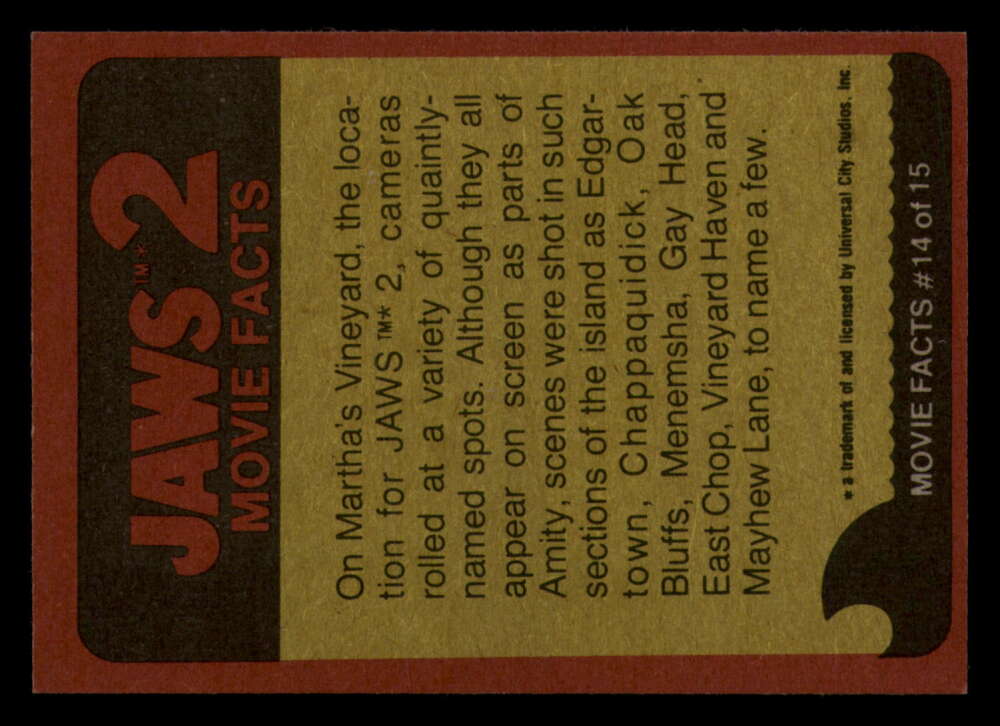 JAWS™* 2
MOVIE FACTS
On Martha's Vineyard, the loca-
tion for JAWS™* 2, cameras
rolled at a variety of quaintly-
named spots. Although they all
appear on screen as parts of
Amity, scenes were shot in such
sections of the island as Edgar-
town, Chappaquidick, Oak
Bluffs, Menemsha, Gay Head,
East Chop, Vineyard Haven and
Mayhew Lane, to name a few.
* a trademark of and licensed by Universal City Studios, Inc.
MOVIE FACTS #14 of 15